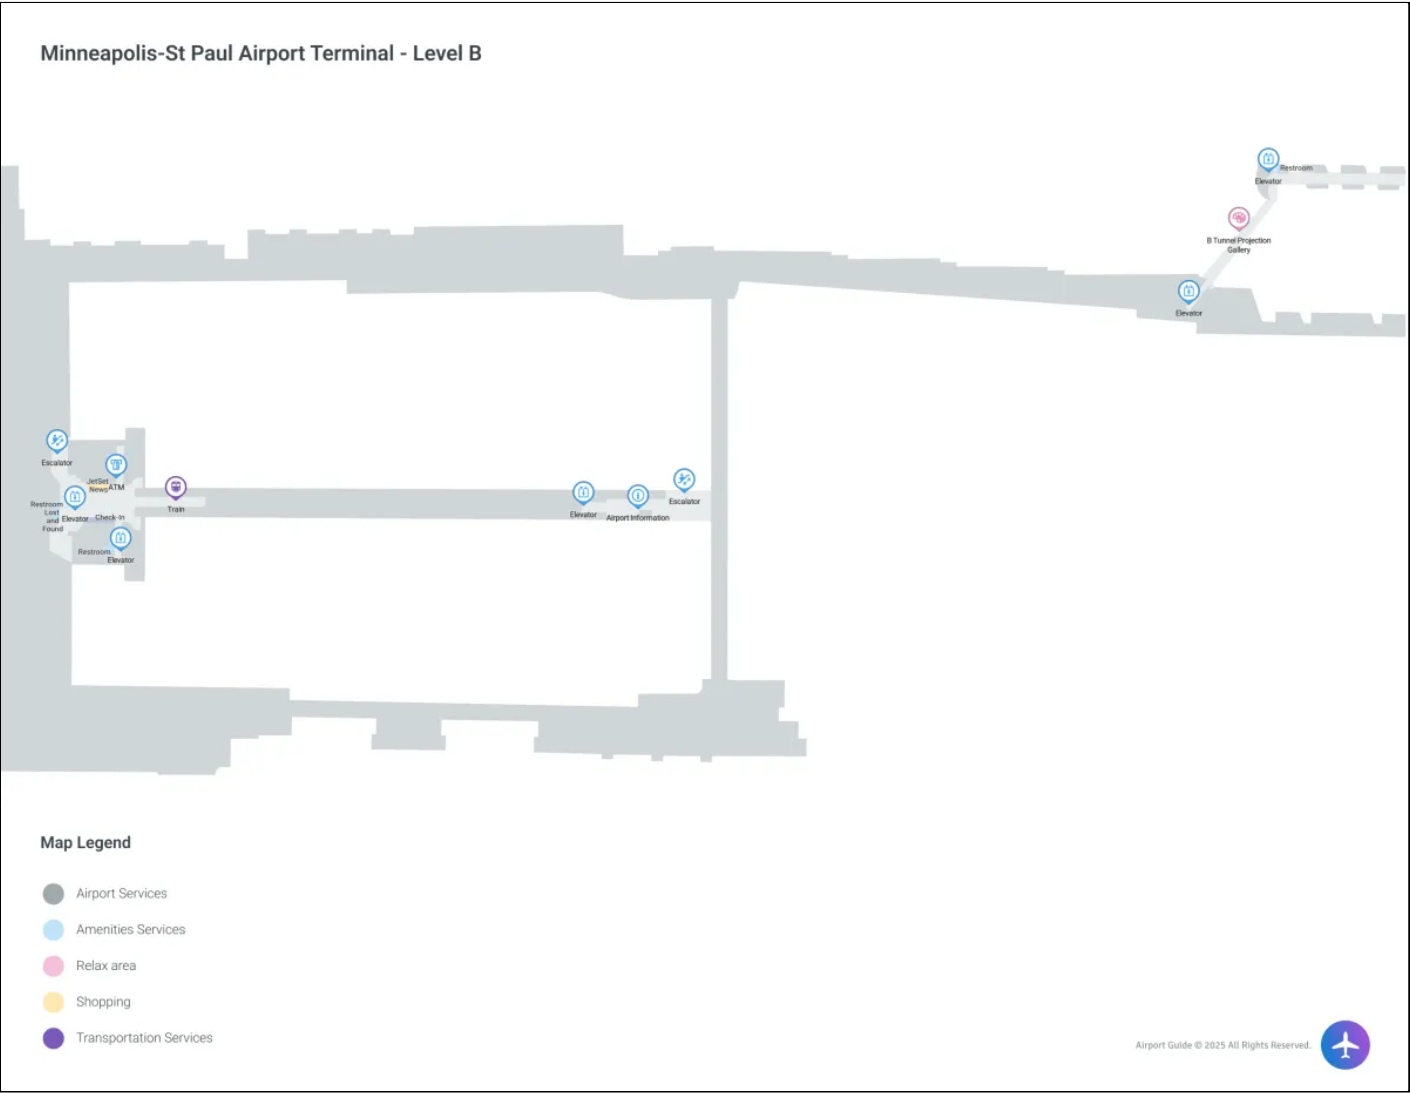 Minneapolis-St Paul Airport Terminal - Level B
Restroom
Elevator
B Tunnel Projection
Gallery
Elevator
Escalator
JetSet
News
ATM
Restroom
Lost
and
Found
Elevator
Check-In
Restroom
Elevator
Train
Elevator
Airport Information
Escalator
Map Legend
Airport Services
Amenities Services
Relax area
Shopping
Transportation Services
Airport Guide © 2025 All Rights Reserved.